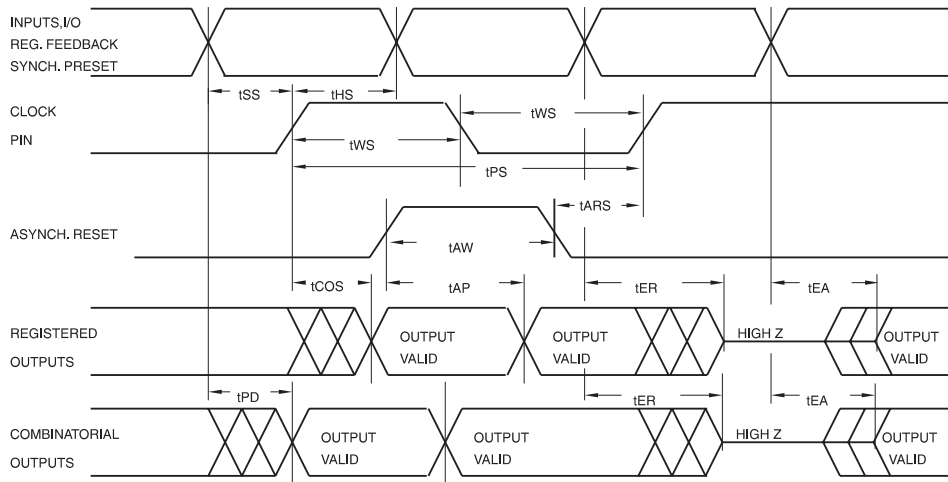 INPUTS,I/O
REG. FEEDBACK
SYNCH. PRESET
tSS
tHS
CLOCK
PIN
tWS
tWS
tPS
tARS
ASYNCH. RESET
tAW
tCOS
tAP
tER
tEA
REGISTERED
OUTPUTS
OUTPUT
VALID
OUTPUT
VALID
HIGH Z
OUTPUT
VALID
tPD
tER
tEA
COMBINATORIAL
OUTPUTS
OUTPUT
VALID
OUTPUT
VALID
HIGH Z
OUTPUT
VALID